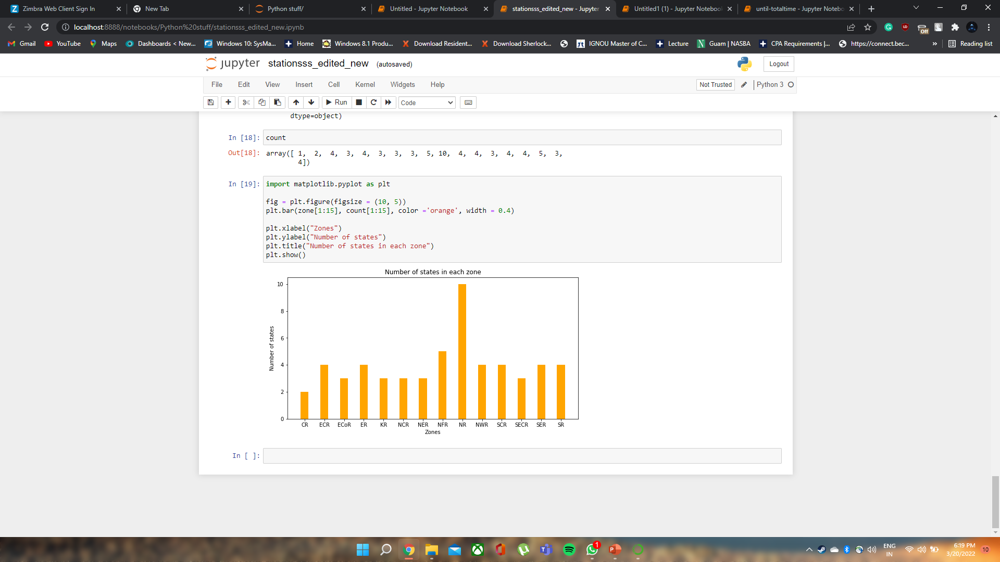 Zimbra Web Client Sign In
New Tab
Python stuff/
Untitled - Jupyter Notebook
stationsss_edited_new - Jupyter
Untitled1 (1) - Jupyter Notebook
until-totaltime - Jupyter Notebo
localhost:8888/notebooks/Python%20stuff/stationsss_edited_new.ipynb
Off
Gmail
YouTube
Maps
Dashboards < New...
Windows 10: SysMa...
Home
Windows 8.1 Produ...
Download Resident...
Download Sherlock...
IGNOU Master of C...
Lecture
Guam | NASBA
CPA Requirements |...
https://connect.bec...
Reading list
jupyter stationsss_edited_new (autosaved)
Logout
File Edit View Insert Cell Kernel Widgets Help
Not Trusted
Python 3
Run
Code
dtype=object)
In [18]: count
Out[18]: array([ 1,  2,  4,  3,  4,  3,  3,  3,  5, 10,  4,  4,  3,  4,  4,  5,  3,
4])
In [19]: import matplotlib.pyplot as plt
fig = plt.figure(figsize = (10, 5))
plt.bar(zone[1:15], count[1:15], color ='orange', width = 0.4)
plt.xlabel("Zones")
plt.ylabel("Number of states")
plt.title("Number of states in each zone")
plt.show()
Number of states in each zone
10
8
6
4
2
0
Number of states
CR ECR ECoR ER KR NCR NER NFR NR NWR SCR SECR SER SR
Zones
In [ ]:
1
ENG
IN
6:19 PM
3/20/2022
10